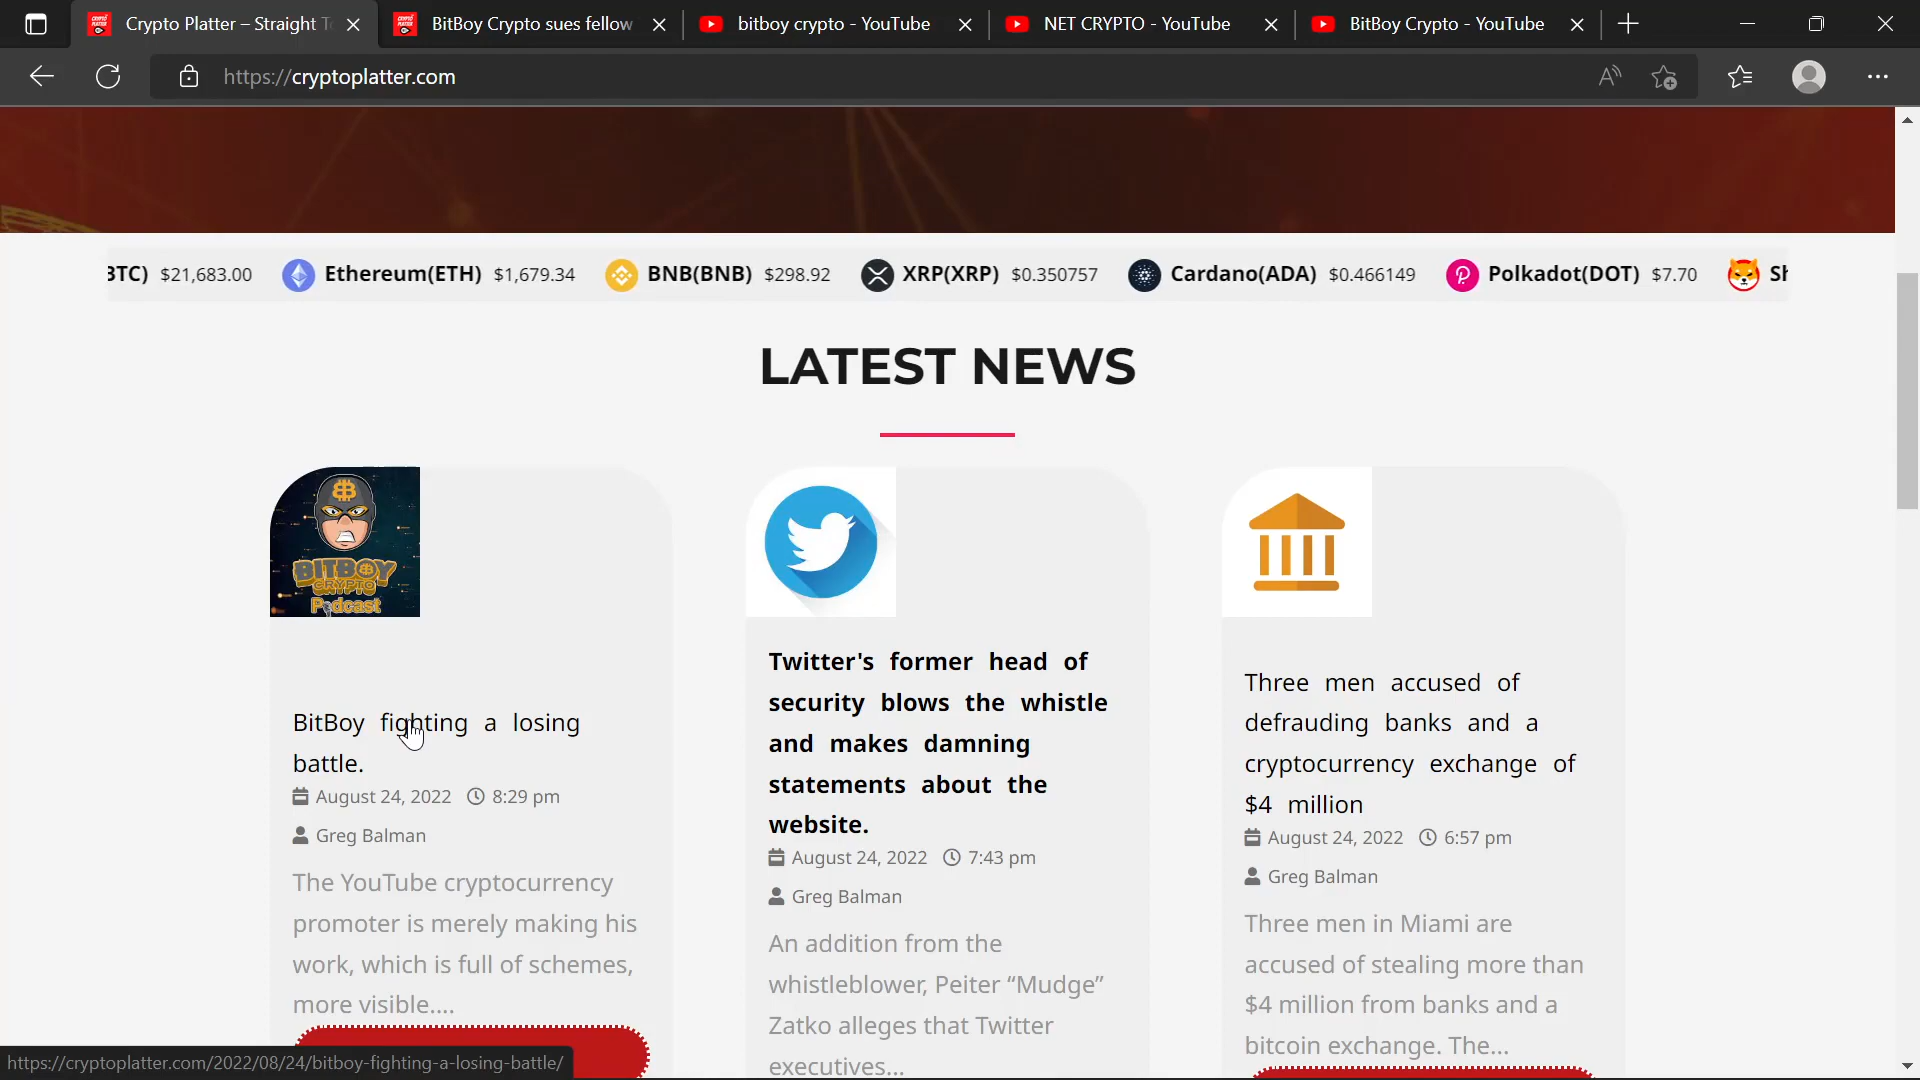 Crypto Platter – Straight To
BitBoy Crypto sues fellow
bitboy crypto - YouTube
NET CRYPTO - YouTube
BitBoy Crypto - YouTube
https://cryptoplatter.com
BTC) $21,683.00
Ethereum(ETH) $1,679.34
BNB(BNB) $298.92
XRP(XRP) $0.350757
Cardano(ADA) $0.466149
Polkadot(DOT) $7.70
Sh
LATEST NEWS
BITBOY
CRYPTO
Podcast
BitBoy fighting a losing
battle.
August 24, 2022 8:29 pm
Greg Balman
The YouTube cryptocurrency
promoter is merely making his
work, which is full of schemes,
more visible....
Twitter's former head of
security blows the whistle
and makes damning
statements about the
website.
August 24, 2022 7:43 pm
Greg Balman
An addition from the
whistleblower, Peiter “Mudge”
Zatko alleges that Twitter
executives...
Three men accused of
defrauding banks and a
cryptocurrency exchange of
$4 million
August 24, 2022 6:57 pm
Greg Balman
Three men in Miami are
accused of stealing more than
$4 million from banks and a
bitcoin exchange. The...
https://cryptoplatter.com/2022/08/24/bitboy-fighting-a-losing-battle/